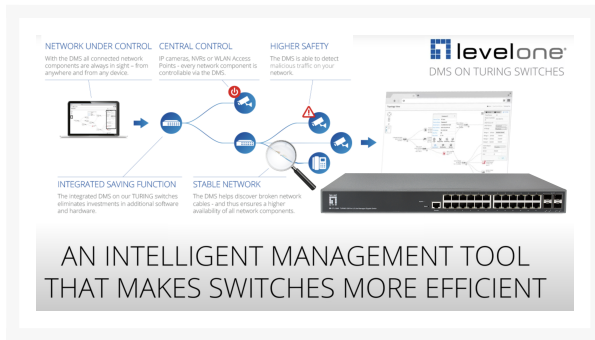 NETWORK UNDER CONTROL
With the DMS all connected network
components are always in sight – from
anywhere and from any device.
CENTRAL CONTROL
IP cameras, NVRs or WLAN Access
Points - every network component is
controllable via the DMS.
HIGHER SAFETY
The DMS is able to detect
malicious traffic on your
network.
levelone
DMS ON TURING SWITCHES
INTEGRATED SAVING FUNCTION
The integrated DMS on our TURING switches
eliminates investments in additional software
and hardware.
STABLE NETWORK
The DMS helps discover broken network
cables - and thus ensures a higher
availability of all network components.
AN INTELLIGENT MANAGEMENT TOOL
THAT MAKES SWITCHES MORE EFFICIENT